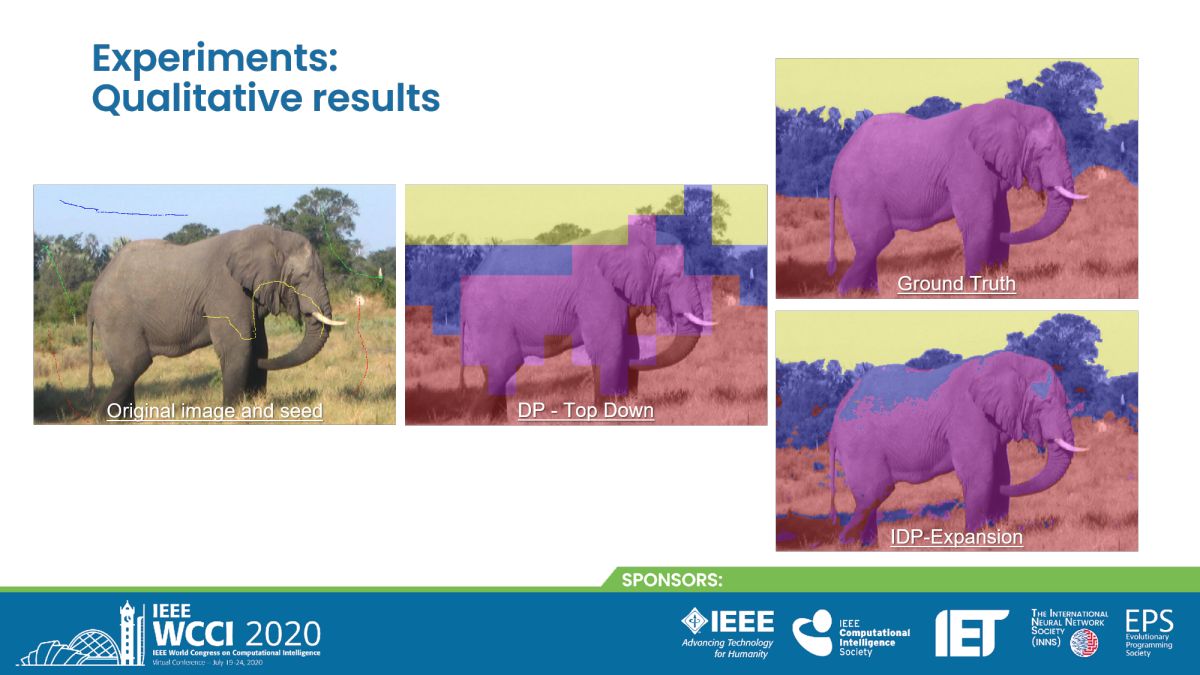 Experiments:
Qualitative results
Original image and seed
DP - Top Down
Ground Truth
IDP-Expansion
SPONSORS:
IEEE
WCCI 2020
IEEE World Congress on Computational Intelligence
Virtual Conference - July 19-24, 2020
IEEE
Advancing Technology
for Humanity
IEEE
Computational
Intelligence
Society
IET
THE INTERNATIONAL
NEURAL NETWORK
SOCIETY
(INNS)
EPS
Evolutionary
Programming
Society